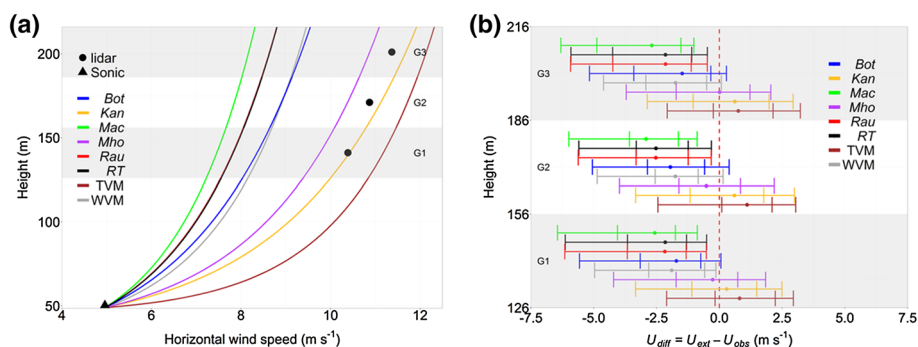 (a)
Height (m)
200
150
100
50
4
6
8
10
12
Horizontal wind speed (m s⁻¹)
lidar
Sonic
Bot
Kan
Mac
Mho
Rau
RT
TVM
WVM
G3
G2
G1
(b)
Height (m)
216
186
156
126
-7.5
-5.0
-2.5
0.0
2.5
5.0
7.5
U_diff = U_ext − U_obs (m s⁻¹)
G3
G2
G1
Bot
Kan
Mac
Mho
Rau
RT
TVM
WVM